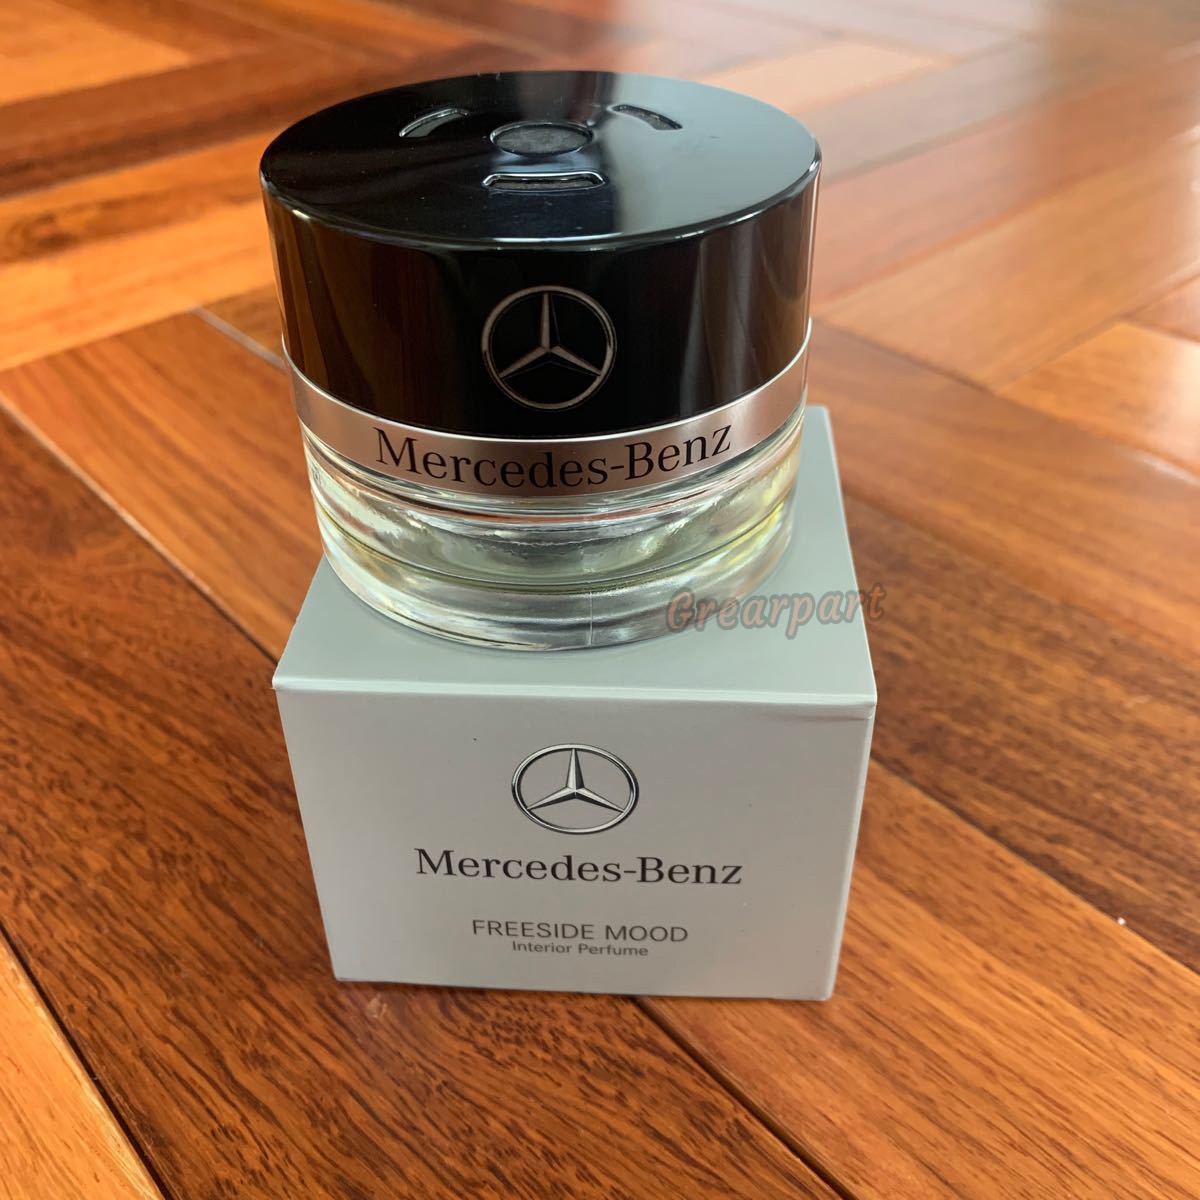 Mercedes-Benz
Grearpart
Mercedes-Benz
FREESIDE MOOD
Interior Perfume